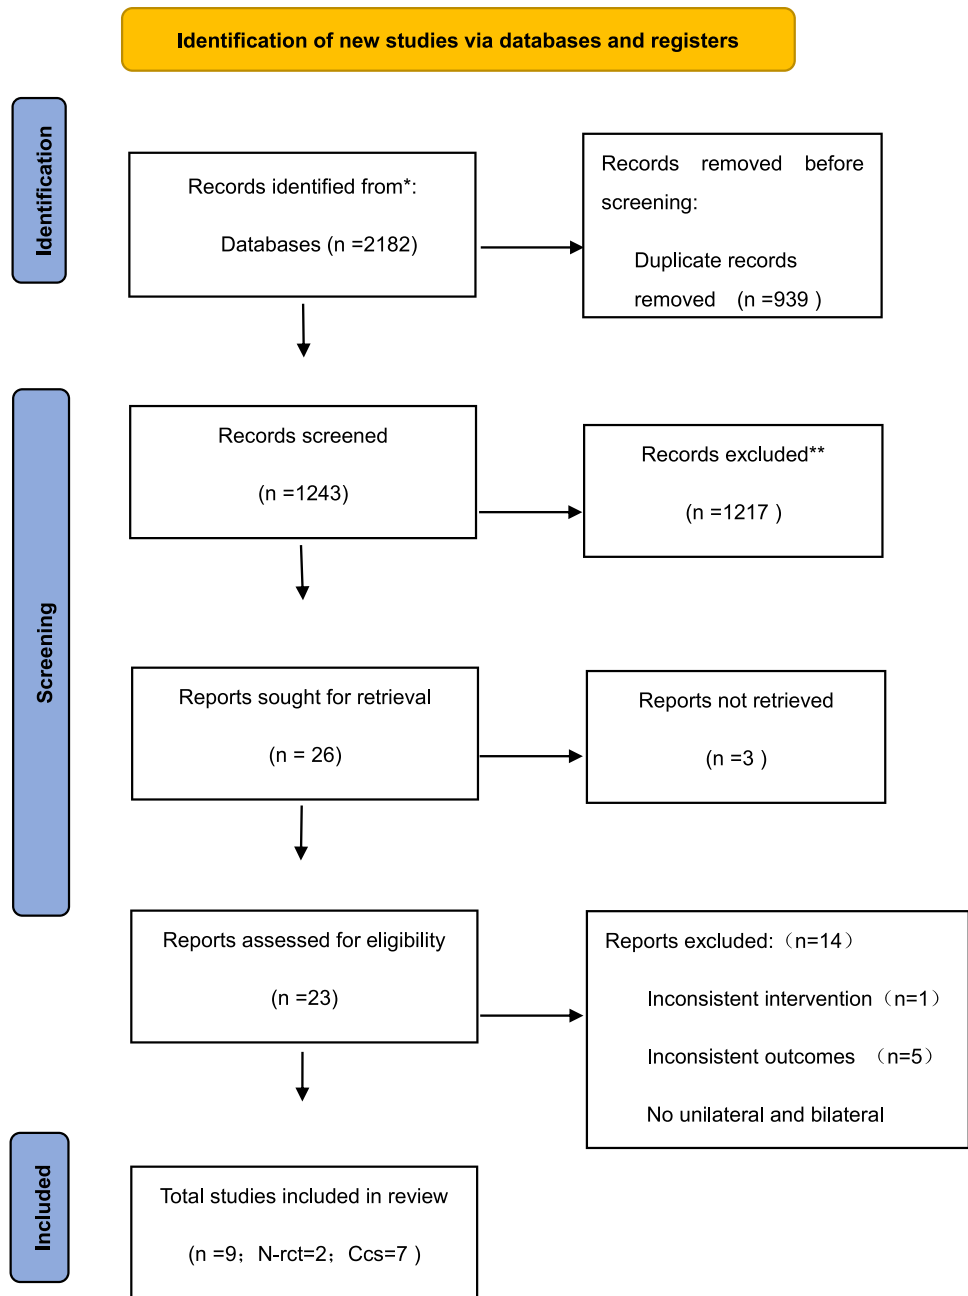 Identification of new studies via databases and registers
Identification
Records identified from*:
Databases (n =2182)
Records removed before
screening:
Duplicate records
removed (n =939 )
Screening
Records screened
(n =1243)
Records excluded**
(n =1217 )
Reports sought for retrieval
(n = 26)
Reports not retrieved
(n =3 )
Reports assessed for eligibility
(n =23)
Reports excluded:（n=14）
Inconsistent intervention（n=1）
Inconsistent outcomes （n=5）
No unilateral and bilateral
Included
Total studies included in review
(n =9；N-rct=2；Ccs=7 )